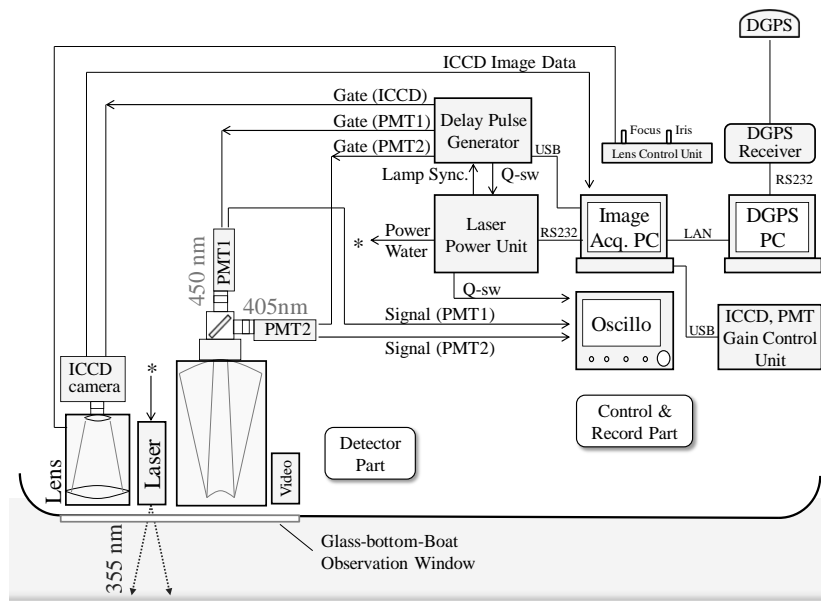 DGPS
ICCD Image Data
Gate (ICCD)
Gate (PMT1)
Gate (PMT2)
Delay Pulse
Generator
USB
Focus
Iris
Lens Control Unit
DGPS
Receiver
RS232
Lamp Sync.
Q-sw
Power
Water
*
Laser
Power Unit
RS232
Image
Acq. PC
LAN
DGPS
PC
450 nm
PMT1
405nm
PMT2
Q-sw
Signal (PMT1)
Signal (PMT2)
Oscillo
USB
ICCD, PMT
Gain Control
Unit
ICCD
camera
*
Lens
Laser
Video
Detector
Part
Control &
Record Part
355 nm
Glass-bottom-Boat
Observation Window